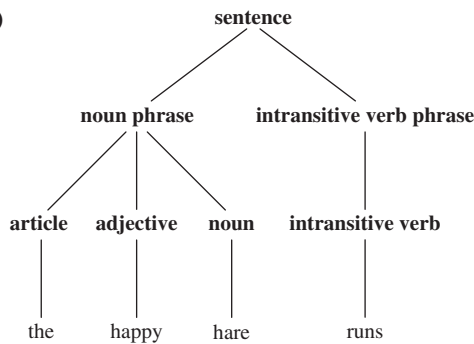 )
sentence
noun phrase intransitive verb phrase
article adjective noun intransitive verb
the happy hare runs